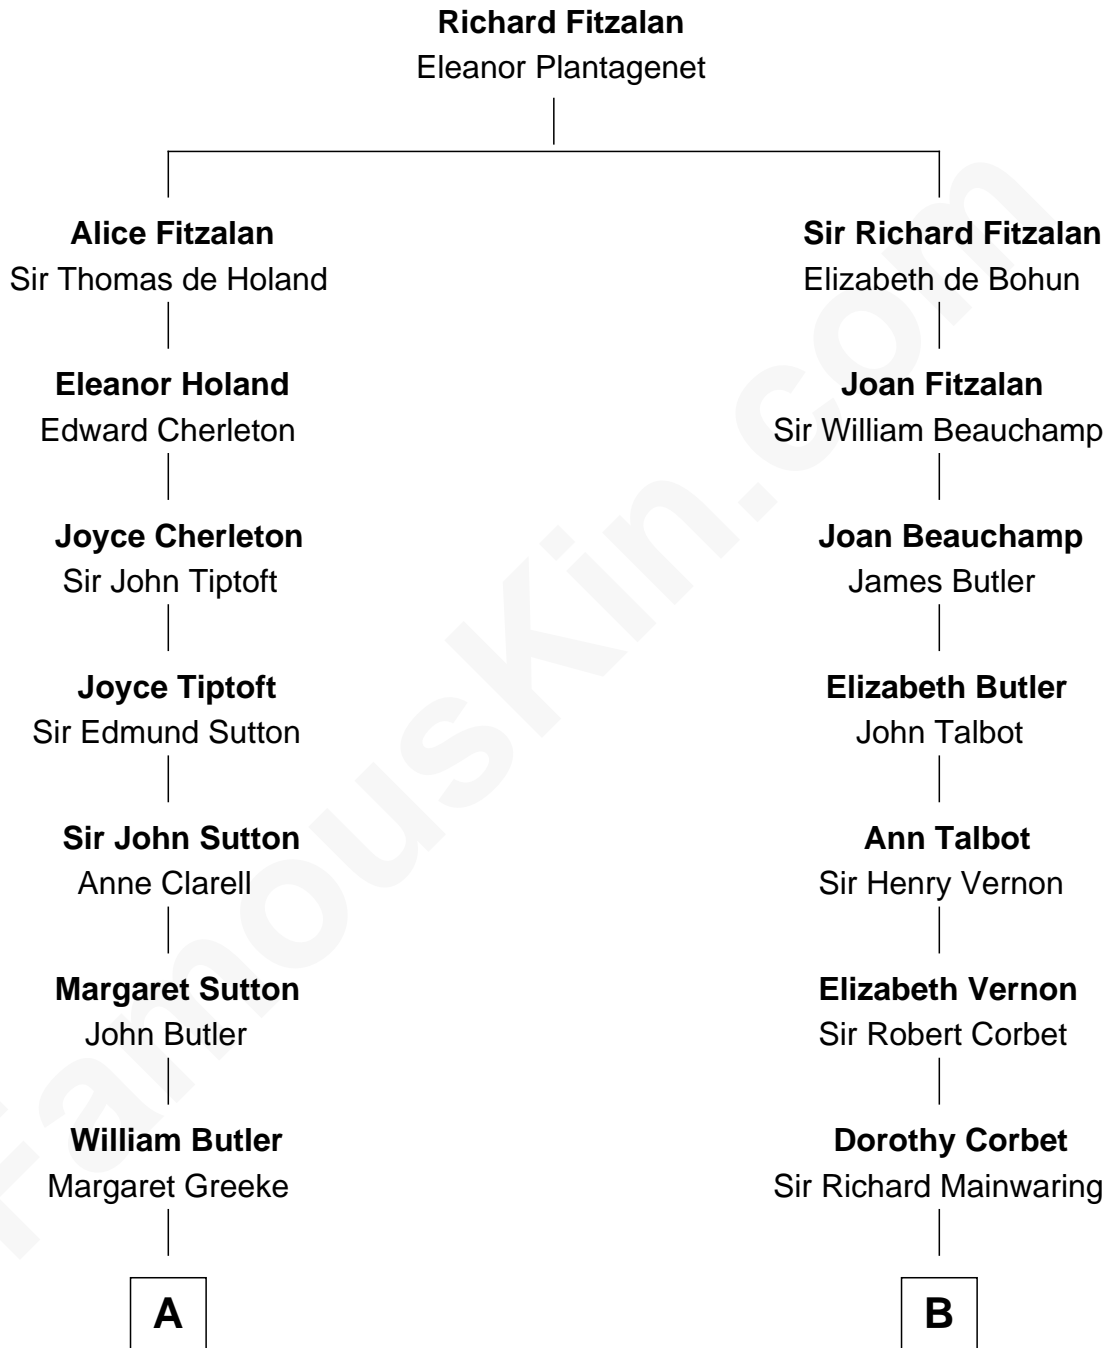 Richard Fitzalan
Eleanor Plantagenet
Alice Fitzalan
Sir Thomas de Holand
Sir Richard Fitzalan
Elizabeth de Bohun
Eleanor Holand
Edward Cherleton
Joan Fitzalan
Sir William Beauchamp
Joyce Cherleton
Sir John Tiptoft
Joan Beauchamp
James Butler
Joyce Tiptoft
Sir Edmund Sutton
Elizabeth Butler
John Talbot
Sir John Sutton
Anne Clarell
Ann Talbot
Sir Henry Vernon
Margaret Sutton
John Butler
Elizabeth Vernon
Sir Robert Corbet
William Butler
Margaret Greeke
Dorothy Corbet
Sir Richard Mainwaring
A
B
FamousKin.com